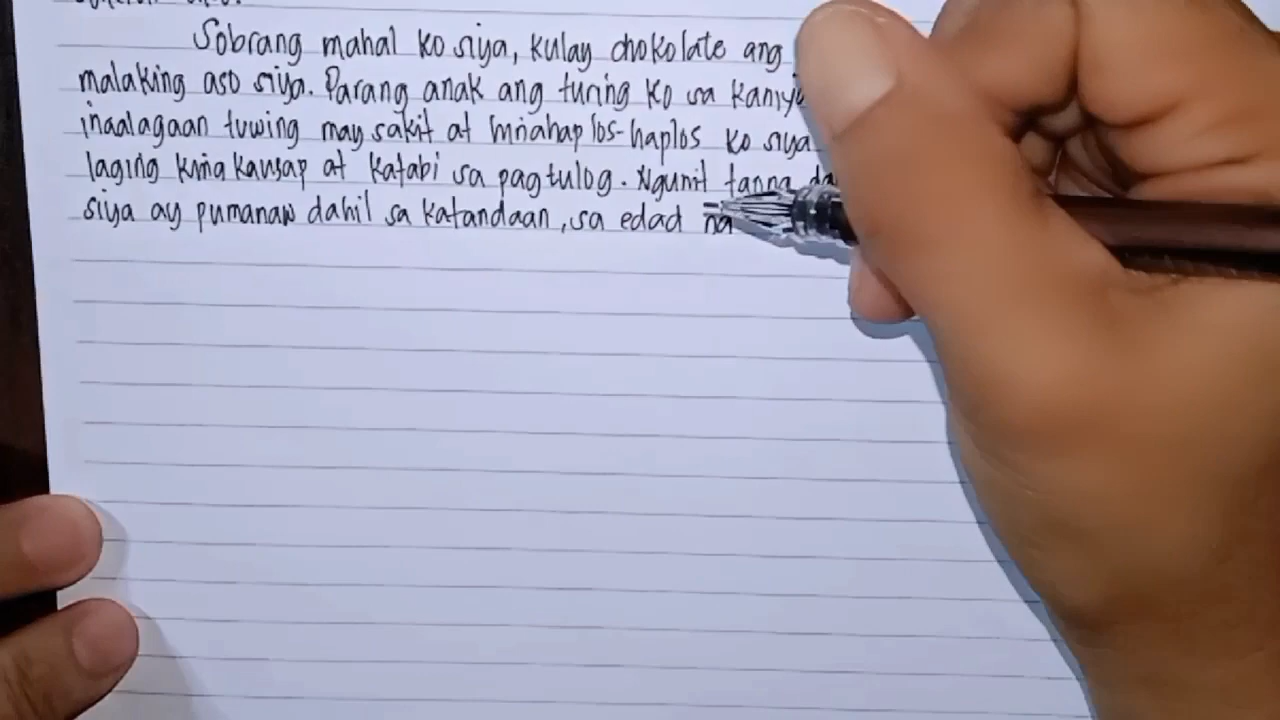 Sobrang mahal ko siya, kulay chokolate ang
malaking aso siya. Parang anak ang turing ko sa
inaalagaan tuwing may sakit at hinahaplos-haplos ko siya
laging kinakausap at katabi sa pagtulog. Ngunit
siya ay pumanaw dahil sa katandaan, sa edad na